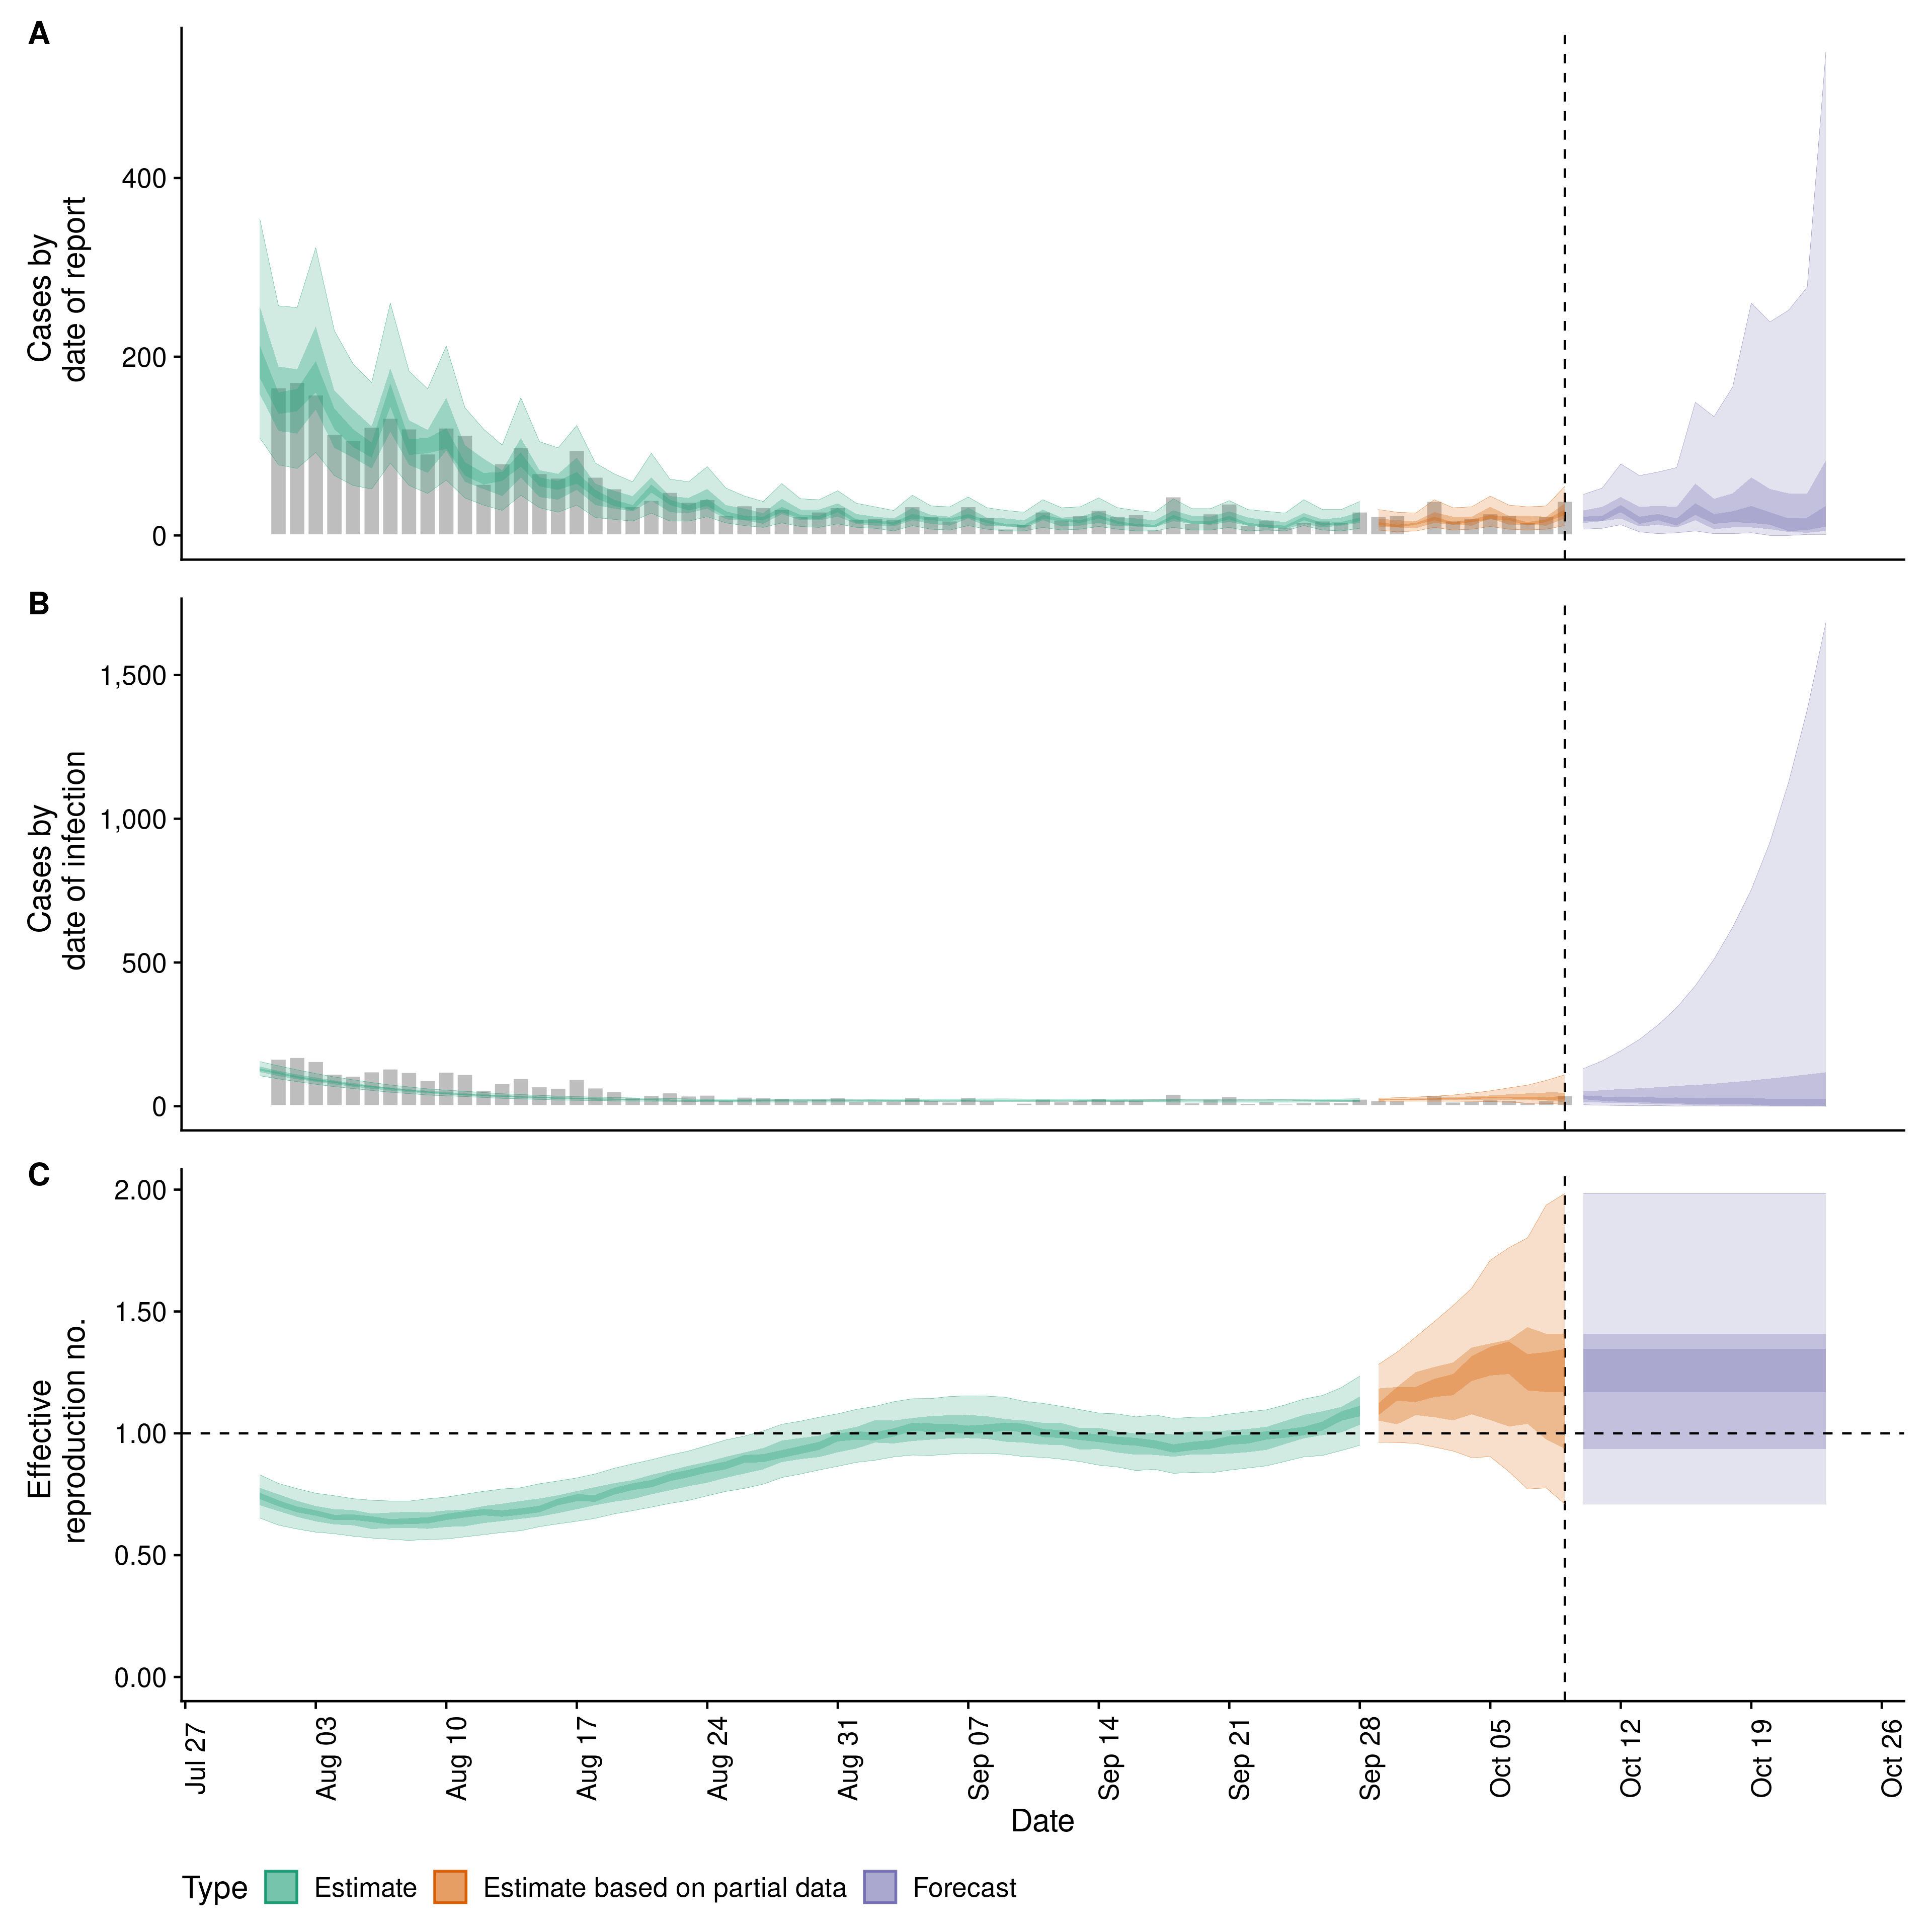 A
Cases by
date of report
400
200
0
B
Cases by
date of infection
1,500
1,000
500
0
C
Effective
reproduction no.
2.00
1.50
1.00
0.50
0.00
Jul 27
Aug 03
Aug 10
Aug 17
Aug 24
Aug 31
Sep 07
Sep 14
Sep 21
Sep 28
Oct 05
Oct 12
Oct 19
Oct 26
Date
Type Estimate Estimate based on partial data Forecast